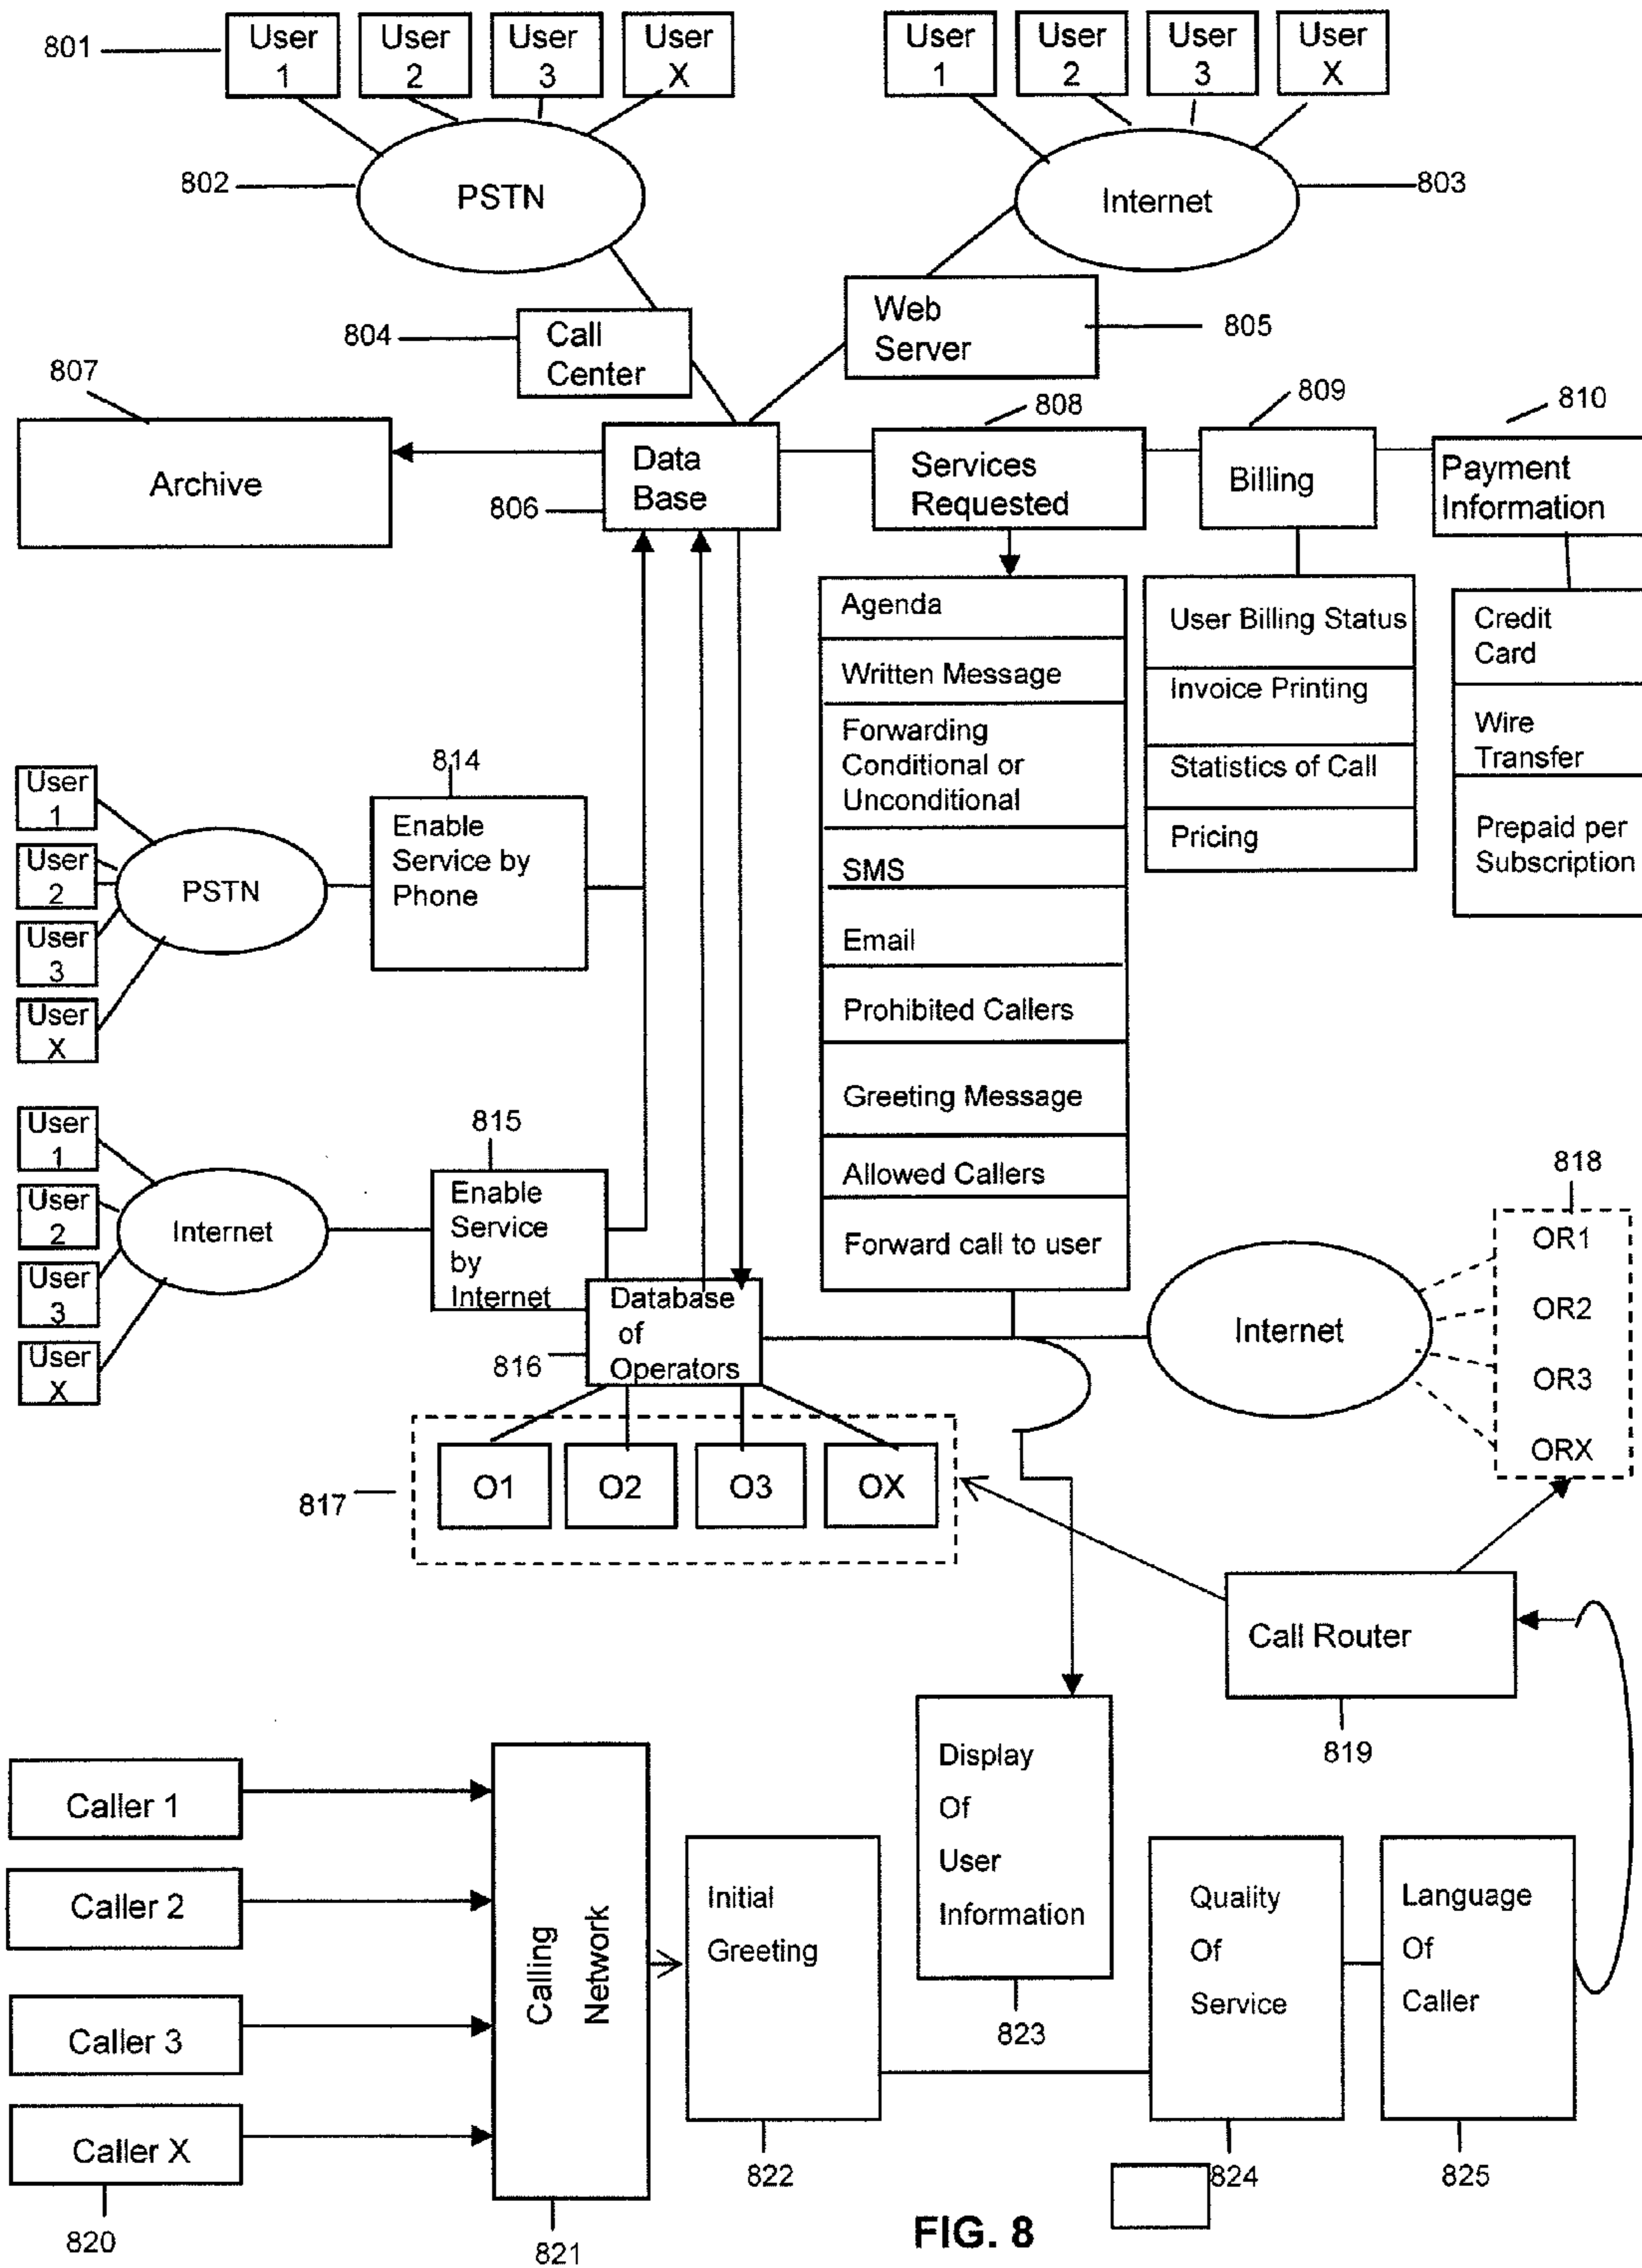 801
User
1
User
2
User
3
User
X
User
1
User
2
User
3
User
X
802
PSTN
Internet
803
804
Call
Center
Web
Server
805
807
Archive
Data
Base
806
808
Services
Requested
809
Billing
810
Payment
Information
Agenda
Written Message
Forwarding
Conditional or
Unconditional
SMS
Email
Prohibited Callers
Greeting Message
Allowed Callers
Forward call to user
User Billing Status
Invoice Printing
Statistics of Call
Pricing
Credit
Card
Wire
Transfer
Prepaid per
Subscription
User
1
User
2
User
3
User
X
PSTN
814
Enable
Service by
Phone
User
1
User
2
User
3
User
X
Internet
815
Enable
Service
by
Internet
Database
of
Operators
816
Internet
818
OR1
OR2
OR3
ORX
817
O1
O2
O3
OX
Call Router
819
Display
Of
User
Information
823
Caller 1
Caller 2
Caller 3
Caller X
820
Calling
Network
821
Initial
Greeting
822
Quality
Of
Service
824
Language
Of
Caller
825
FIG. 8